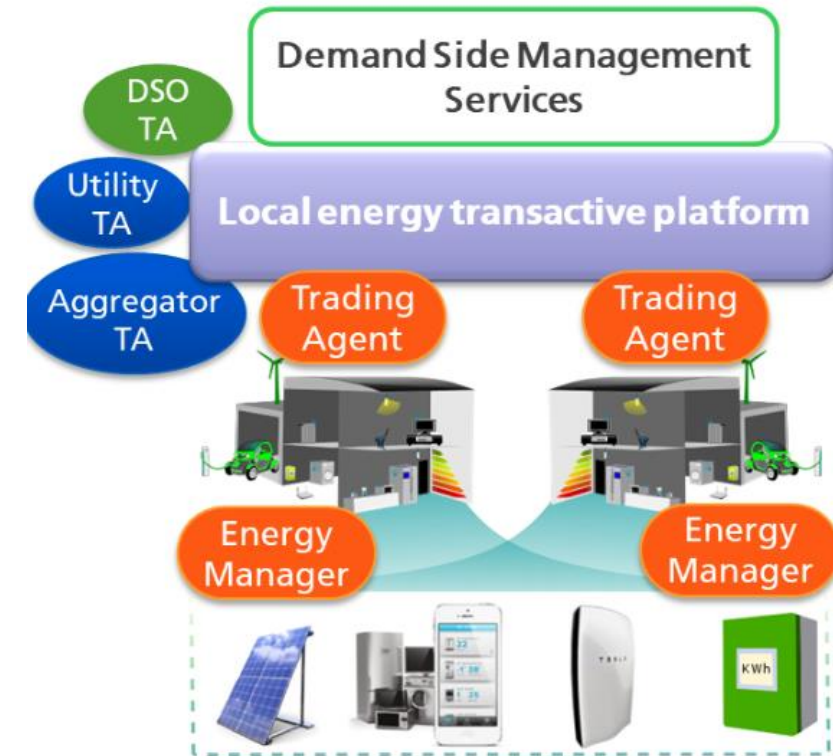 Demand Side Management
Services
DSO
TA
Utility
TA
Local energy transactive platform
Aggregator
TA
Trading
Agent
Trading
Agent
Energy
Manager
Energy
Manager
TESLA
KWh